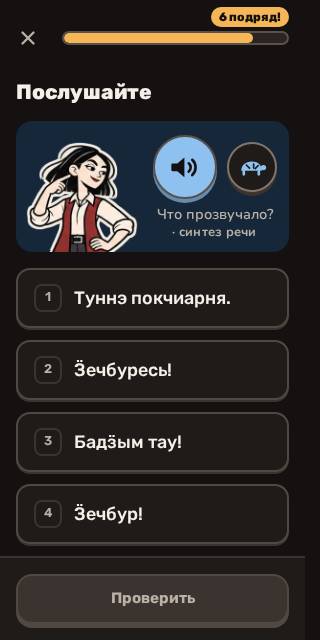 6 подряд!
Послушайте
Что прозвучало?
· синтез речи
1 Туннэ покчиарня.
2 Ӟечбуресь!
3 Бадӟым тау!
4 Ӟечбур!
Проверить